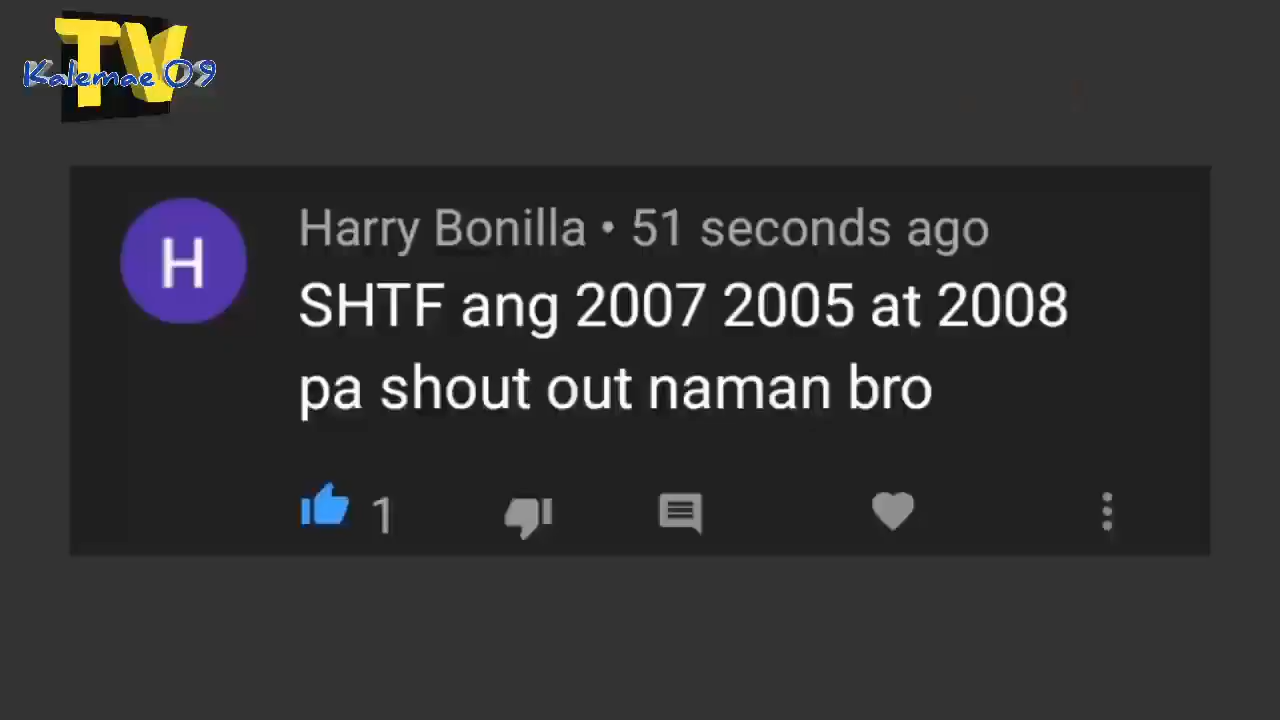 TV
Kalemae 09
Harry Bonilla • 51 seconds ago
SHTF ang 2007 2005 at 2008
pa shout out naman bro
H
1